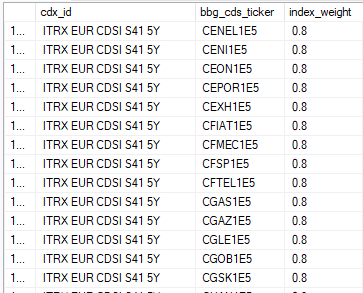 cdx_id bbg_cds_ticker index_weight
1... ITRX EUR CDSI S41 5Y CENEL1E5 0.8
1... ITRX EUR CDSI S41 5Y CENI1E5 0.8
1... ITRX EUR CDSI S41 5Y CEON1E5 0.8
1... ITRX EUR CDSI S41 5Y CEPOR1E5 0.8
1... ITRX EUR CDSI S41 5Y CEXH1E5 0.8
1... ITRX EUR CDSI S41 5Y CFIAT1E5 0.8
1... ITRX EUR CDSI S41 5Y CFMEC1E5 0.8
1... ITRX EUR CDSI S41 5Y CFSP1E5 0.8
1... ITRX EUR CDSI S41 5Y CFTEL1E5 0.8
1... ITRX EUR CDSI S41 5Y CGAS1E5 0.8
1... ITRX EUR CDSI S41 5Y CGAZ1E5 0.8
1... ITRX EUR CDSI S41 5Y CGLE1E5 0.8
1... ITRX EUR CDSI S41 5Y CGOB1E5 0.8
1... ITRX EUR CDSI S41 5Y CGSK1E5 0.8